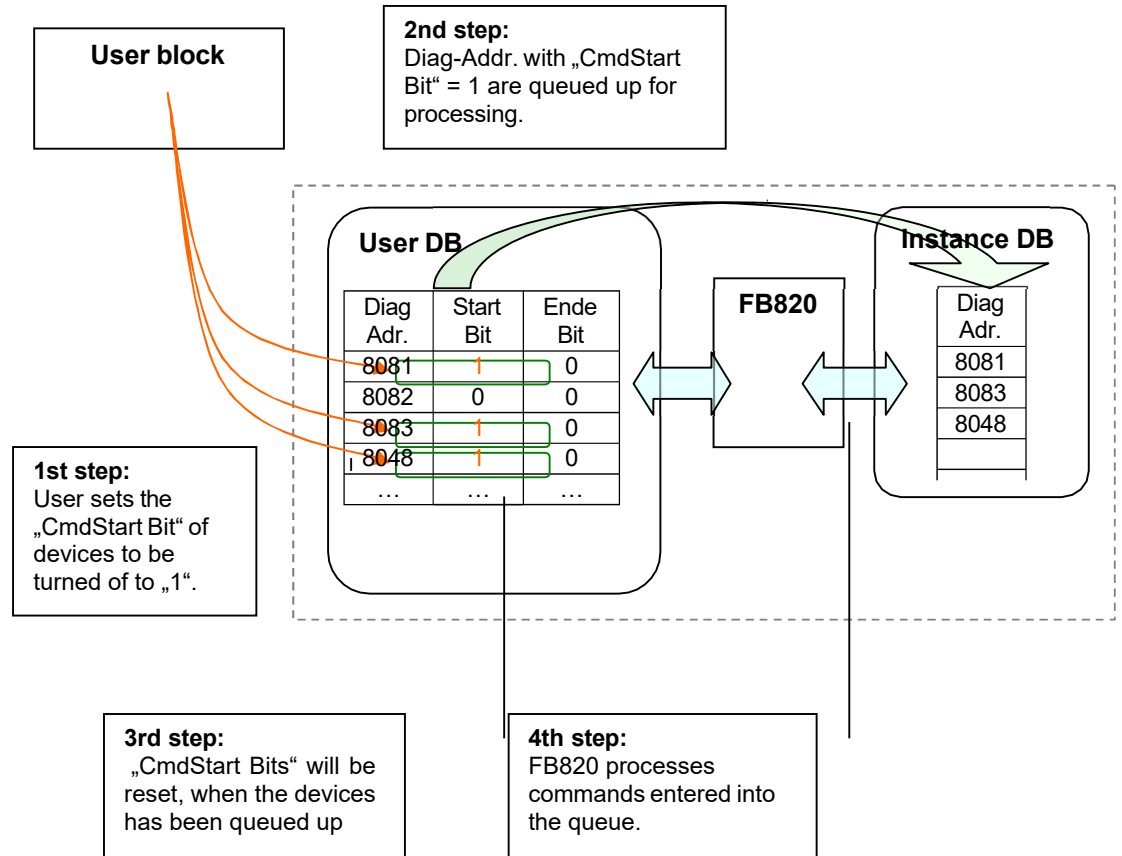 User block
2nd step:
Diag-Addr. with „CmdStart
Bit“ = 1 are queued up for
processing.
User DB
Instance DB
FB820
Diag Start Ende
Adr. Bit Bit
8081 1 0
8082 0 0
8083 1 0
8048 1 0
… … …
Diag
Adr.
8081
8083
8048
1st step:
User sets the
„CmdStart Bit“ of
devices to be
turned of to „1“.
3rd step:
„CmdStart Bits“ will be
reset, when the devices
has been queued up
4th step:
FB820 processes
commands entered into
the queue.